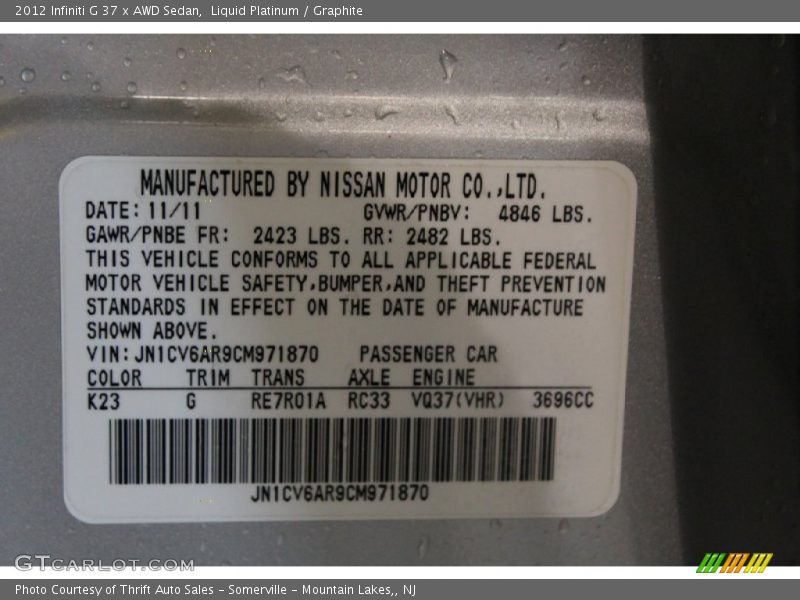 2012 Infiniti G 37 x AWD Sedan,  Liquid Platinum / Graphite
MANUFACTURED BY NISSAN MOTOR CO.,LTD.
DATE: 11/11 GVWR/PNBV: 4846 LBS.
GAWR/PNBE FR: 2423 LBS. RR: 2482 LBS.
THIS VEHICLE CONFORMS TO ALL APPLICABLE FEDERAL
MOTOR VEHICLE SAFETY,BUMPER,AND THEFT PREVENTION
STANDARDS IN EFFECT ON THE DATE OF MANUFACTURE
SHOWN ABOVE.
VIN: JN1CV6AR9CM971870 PASSENGER CAR
COLOR TRIM TRANS AXLE ENGINE
K23 G RE7R01A RC33 VQ37(VHR) 3696CC
JN1CV6AR9CM971870
GTCARLOT.COM
Photo Courtesy of Thrift Auto Sales – Somerville – Mountain Lakes,, NJ